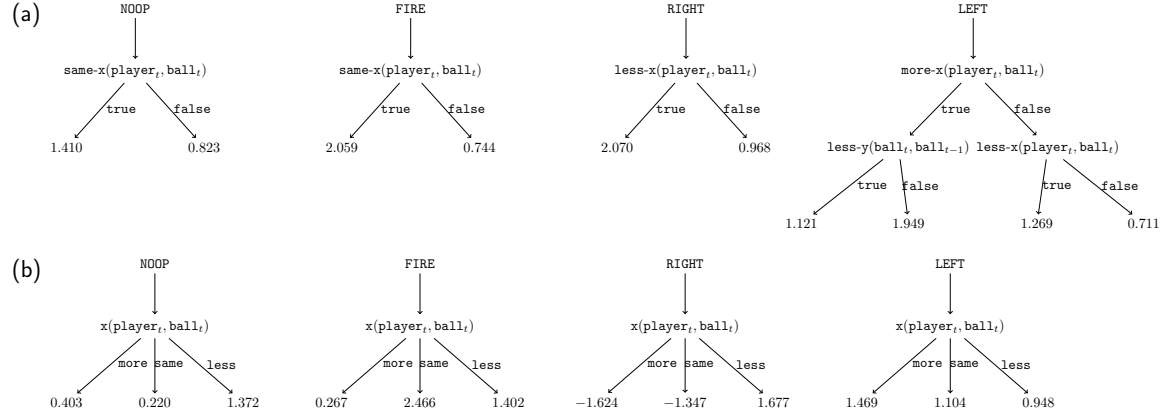 (a)
NOOP FIRE RIGHT LEFT
same-x(player_t, ball_t) same-x(player_t, ball_t) less-x(player_t, ball_t) more-x(player_t, ball_t)
true false true false true false true false
1.410 0.823 2.059 0.744 2.070 0.968 less-y(ball_t, ball_{t−1}) less-x(player_t, ball_t)
true false true false
1.121 1.949 1.269 0.711
(b)
NOOP FIRE RIGHT LEFT
x(player_t, ball_t) x(player_t, ball_t) x(player_t, ball_t) x(player_t, ball_t)
more same less more same less more same less more same less
0.403 0.220 1.372 0.267 2.466 1.402 −1.624 −1.347 1.677 1.469 1.104 0.948